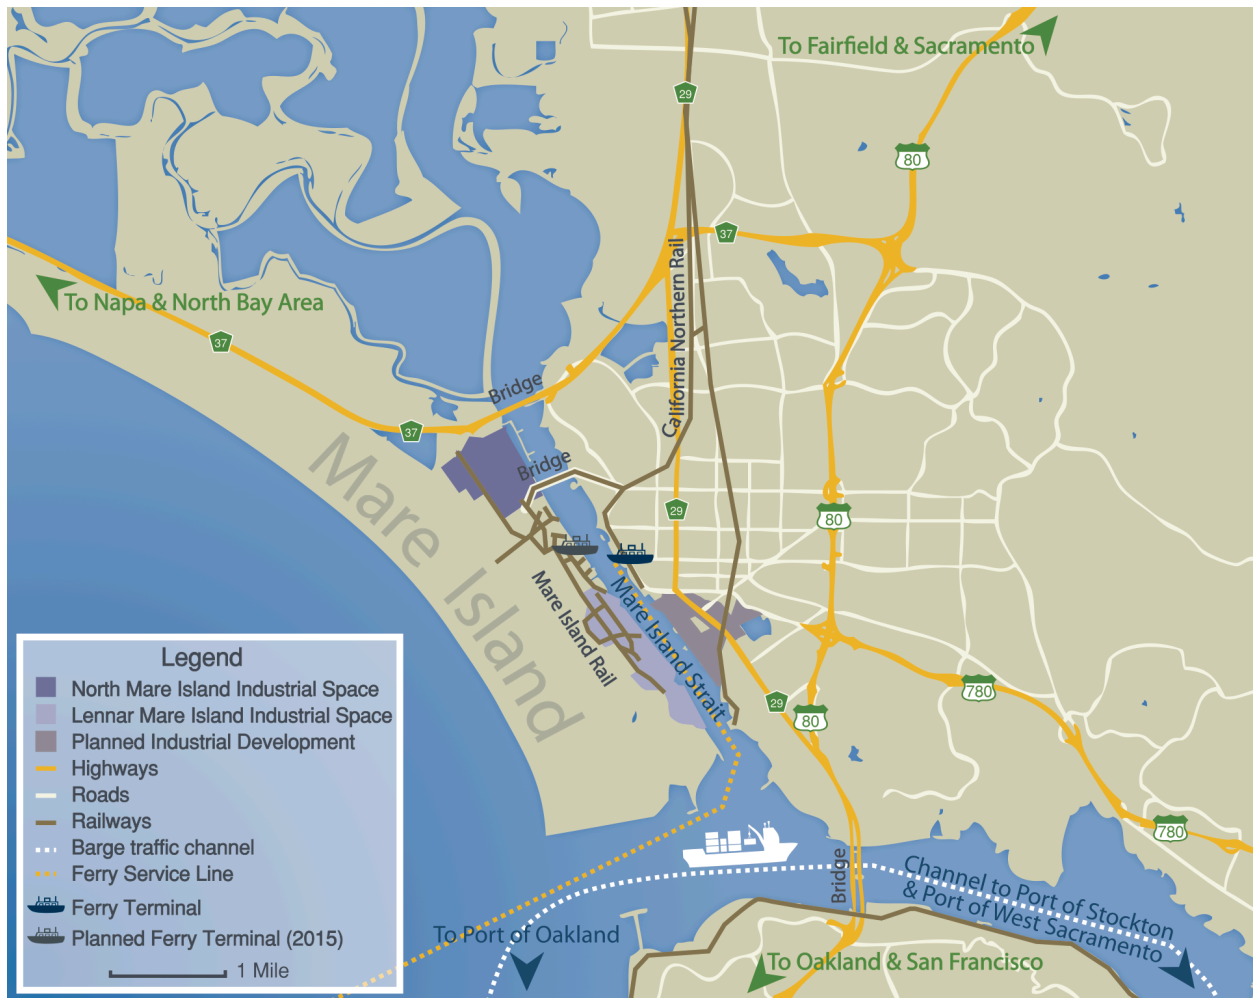 To Fairfield & Sacramento
29
80
37
To Napa & North Bay Area
37
California Northern Rail
Bridge
37
Bridge
29
80
Mare Island
Mare Island Rail
Mare Island Strait
29
80
780
780
Bridge
Channel to Port of Stockton
& Port of West Sacramento
To Port of Oakland
To Oakland & San Francisco
Legend
North Mare Island Industrial Space
Lennar Mare Island Industrial Space
Planned Industrial Development
Highways
Roads
Railways
Barge traffic channel
Ferry Service Line
Ferry Terminal
Planned Ferry Terminal (2015)
1 Mile